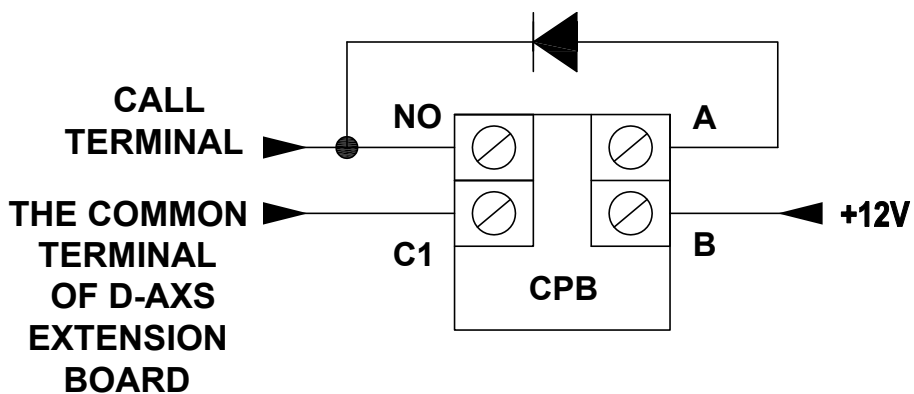 CALL
TERMINAL
NO
A
THE COMMON
TERMINAL
OF D-AXS
EXTENSION
BOARD
C1
B
+12V
CPB